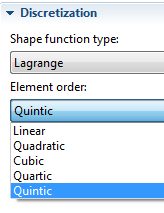 Discretization
Shape function type:
Lagrange
Element order:
Quintic
Linear
Quadratic
Cubic
Quartic
Quintic